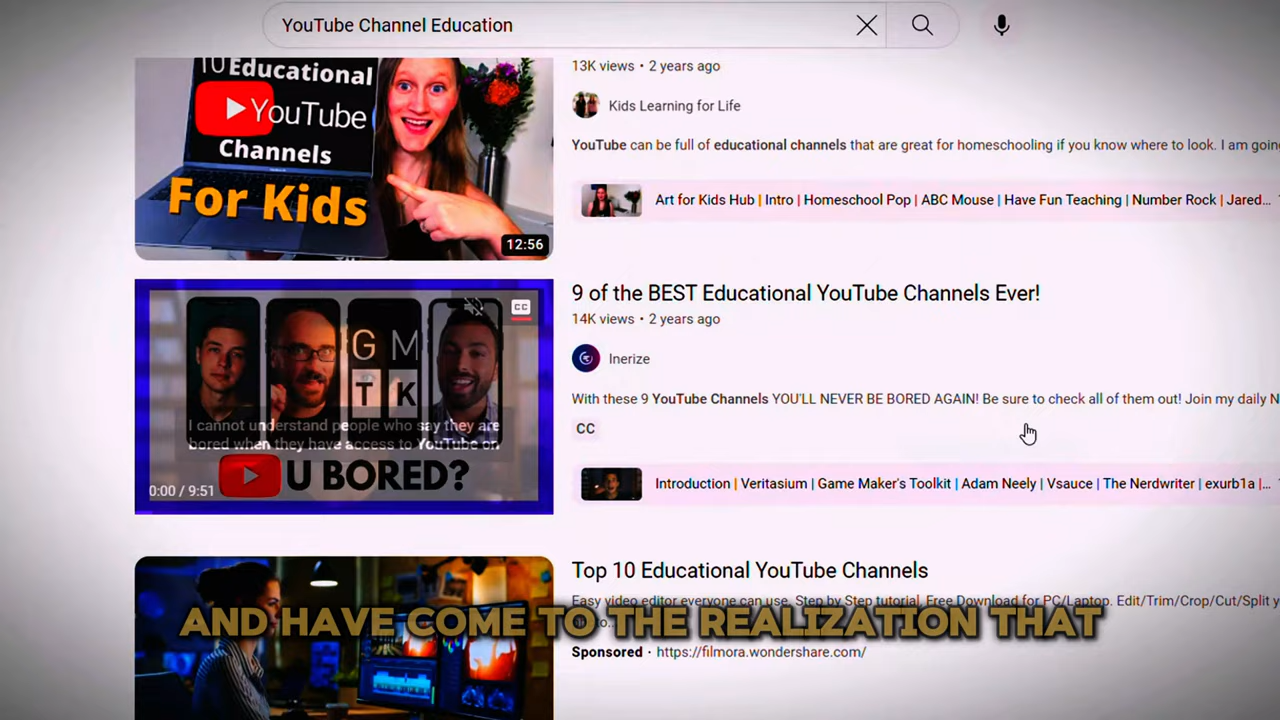 YouTube Channel Education
10 Educational
YouTube
Channels
For Kids
12:56
13K views • 2 years ago
Kids Learning for Life
YouTube can be full of educational channels that are great for homeschooling if you know where to look. I am going
Art for Kids Hub | Intro | Homeschool Pop | ABC Mouse | Have Fun Teaching | Number Rock | Jared...
CC
G M
T K
I cannot understand people who say they are
bored when they have access to YouTube on
U BORED?
0:00 / 9:51
9 of the BEST Educational YouTube Channels Ever!
14K views • 2 years ago
Inerize
With these 9 YouTube Channels YOU'LL NEVER BE BORED AGAIN! Be sure to check all of them out! Join my daily N
CC
Introduction | Veritasium | Game Maker's Toolkit | Adam Neely | Vsauce | The Nerdwriter | exurb1a |...
Top 10 Educational YouTube Channels
Easy video editor everyone can use. Step by Step tutorial. Free Download for PC/Laptop. Edit/Trim/Crop/Cut/Split y
AND HAVE COME TO THE REALIZATION THAT
Sponsored · https://filmora.wondershare.com/